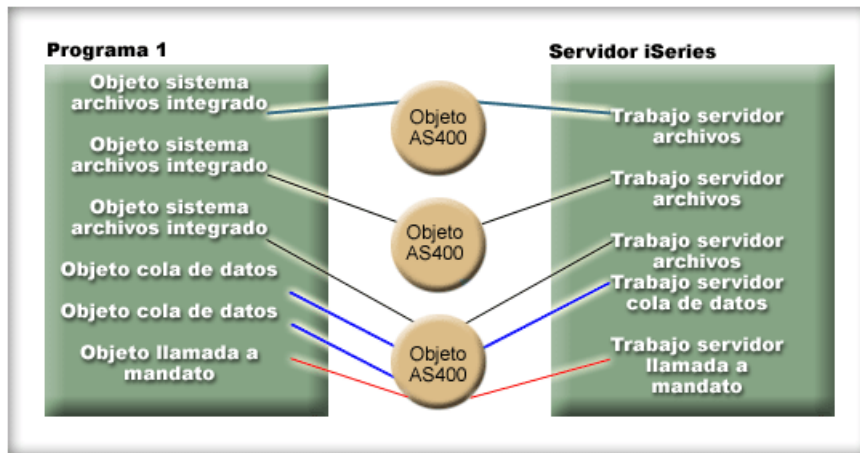 Programa 1
Objeto sistema
archivos integrado
Objeto sistema
archivos integrado
Objeto sistema
archivos integrado
Objeto cola de datos
Objeto cola de datos
Objeto llamada a
mandato
Objeto
AS400
Objeto
AS400
Objeto
AS400
Servidor iSeries
Trabajo servidor
archivos
Trabajo servidor
archivos
Trabajo servidor
archivos
Trabajo servidor
cola de datos
Trabajo servidor
llamada a
mandato